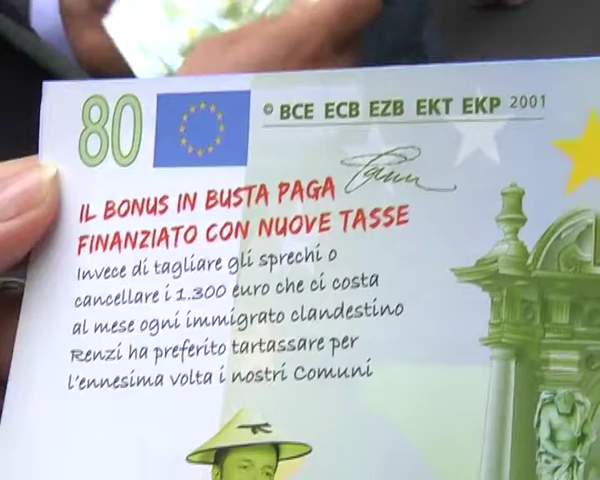 80 © BCE ECB EZB EKT EKP 2001
IL BONUS IN BUSTA PAGA
FINANZIATO CON NUOVE TASSE
Invece di tagliare gli sprechi o
cancellare i 1.300 euro che ci costa
al mese ogni immigrato clandestino
Renzi ha preferito tartassare per
l'ennesima volta i nostri Comuni